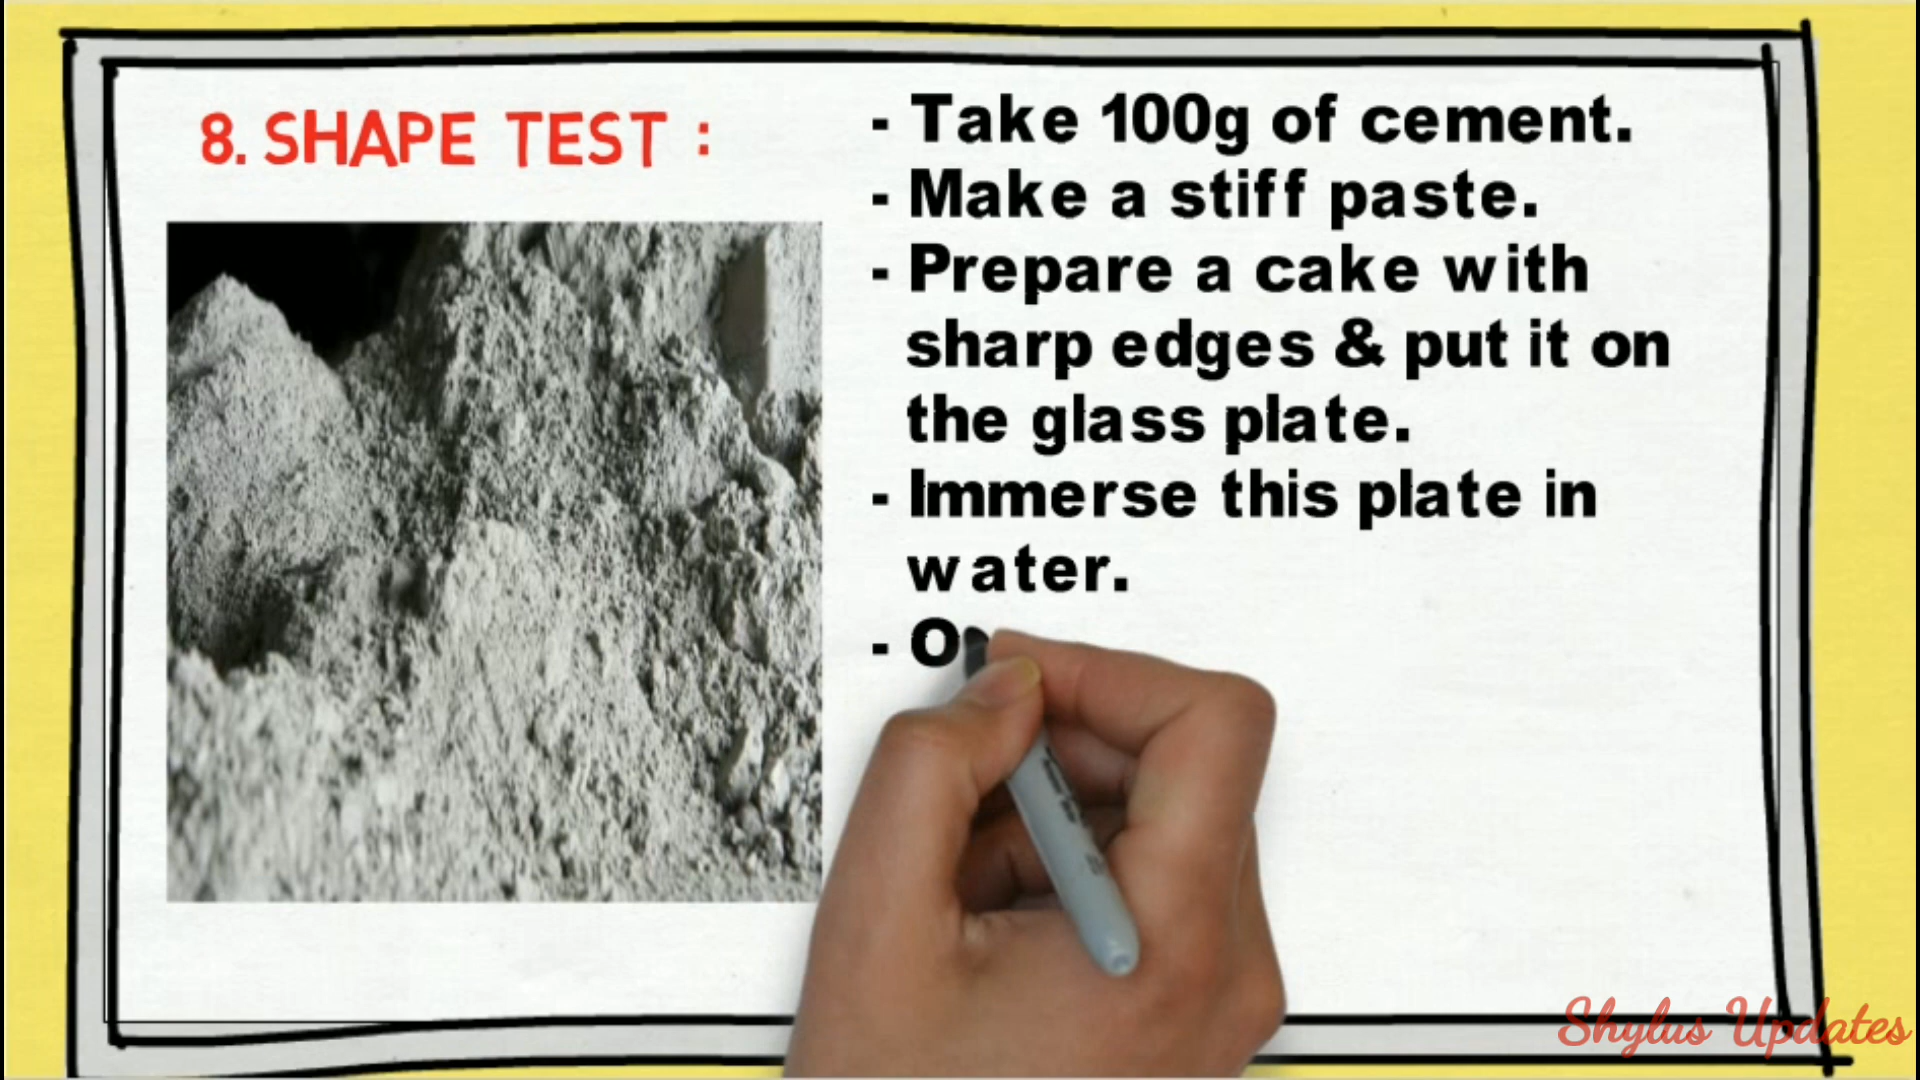 8. SHAPE TEST :
- Take 100g of cement.
- Make a stiff paste.
- Prepare a cake with
sharp edges & put it on
the glass plate.
- Immerse this plate in
water.
- O
Shylus Updates